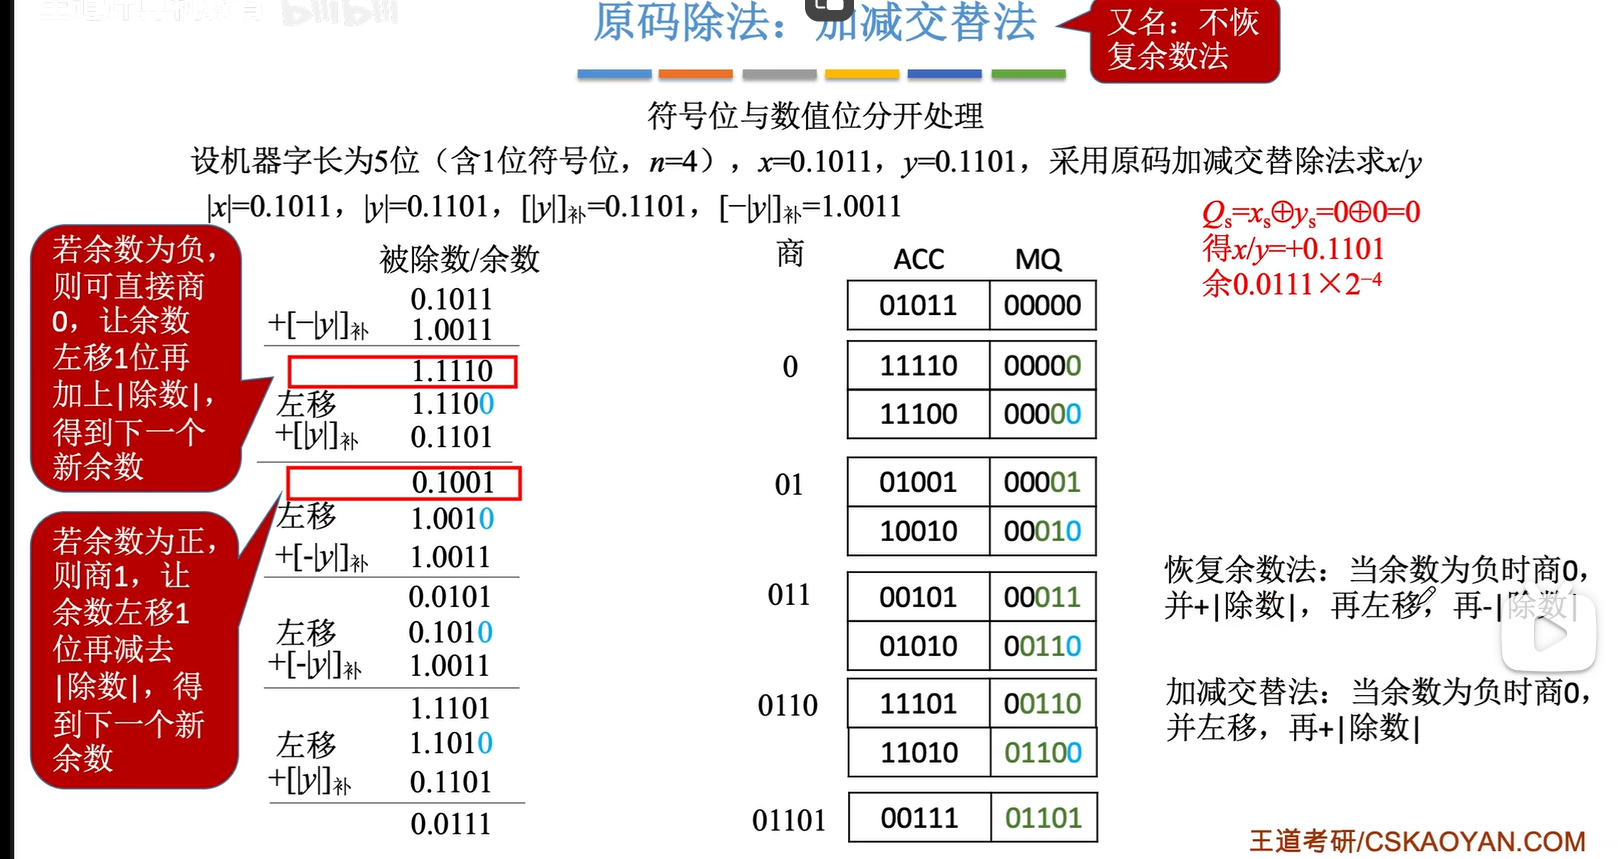 bilibili
原码除法：加减交替法
又名：不恢
复余数法
符号位与数值位分开处理
设机器字长为5位（含1位符号位，n=4），x=0.1011，y=0.1101，采用原码加减交替除法求x/y
|x|=0.1011，|y|=0.1101，[|y|]补=0.1101，[−|y|]补=1.0011
Qs=xs⊕ys=0⊕0=0
得x/y=+0.1101
余0.0111×2⁻⁴
若余数为负，
则可直接商
0，让余数
左移1位再
加上|除数|，
得到下一个
新余数
若余数为正，
则商1，让
余数左移1
位再减去
|除数|，得
到下一个新
余数
被除数/余数 商 ACC MQ
0.1011 01011 00000
+[−|y|]补 1.0011
1.1110 0 11110 00000
左移 1.1100 11100 00000
+[|y|]补 0.1101
0.1001 01 01001 00001
左移 1.0010 10010 00010
+[-|y|]补 1.0011
0.0101 011 00101 00011
左移 0.1010 01010 00110
+[-|y|]补 1.0011
1.1101 0110 11101 00110
左移 1.1010 11010 01100
+[|y|]补 0.1101
0.0111 01101 00111 01101
恢复余数法：当余数为负时商0，
并+|除数|，再左移，再-|除数|
加减交替法：当余数为负时商0，
并左移，再+|除数|
王道考研/CSKAOYAN.COM